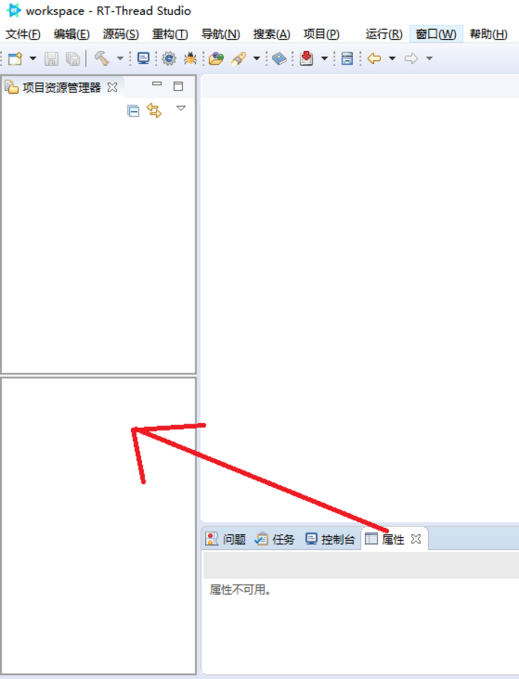 workspace - RT-Thread Studio
文件(F) 编辑(E) 源码(S) 重构(T) 导航(N) 搜索(A) 项目(P) 运行(R) 窗口(W) 帮助(H)
项目资源管理器
问题 任务 控制台 属性
属性不可用。